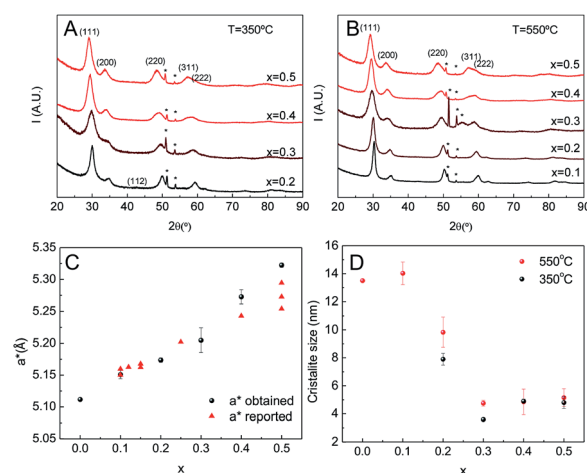 A
T=350ºC
(111)
(200)
(220)
*
*
(311)
(222)
x=0.5
*
*
x=0.4
*
*
x=0.3
(112)
*
*
x=0.2
I (A.U.)
20 30 40 50 60 70 80 90
2θ(º)
B
T=550ºC
(111)
(200)
(220)
*
*
(311)
(222)
x=0.5
*
*
x=0.4
*
*
x=0.3
*
*
x=0.2
*
*
x=0.1
I (A.U.)
20 30 40 50 60 70 80 90
2θ(º)
C
5.35
5.30
5.25
5.20
5.15
5.10
5.05
a*(Å)
a* obtained
a* reported
0.0 0.1 0.2 0.3 0.4 0.5
x
D
550°C
350°C
16
14
12
10
8
6
4
2
Cristalite size (nm)
0.0 0.1 0.2 0.3 0.4 0.5
x